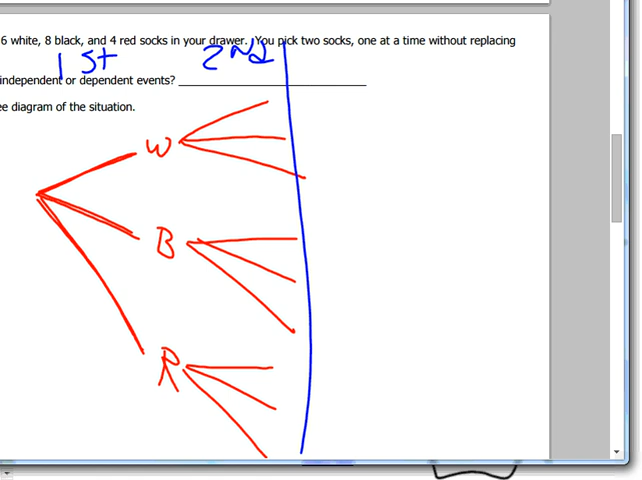 6 white, 8 black, and 4 red socks in your drawer. You pick two socks, one at a time without replacing
1st 2nd
independent or dependent events?
ee diagram of the situation.
W
B
R